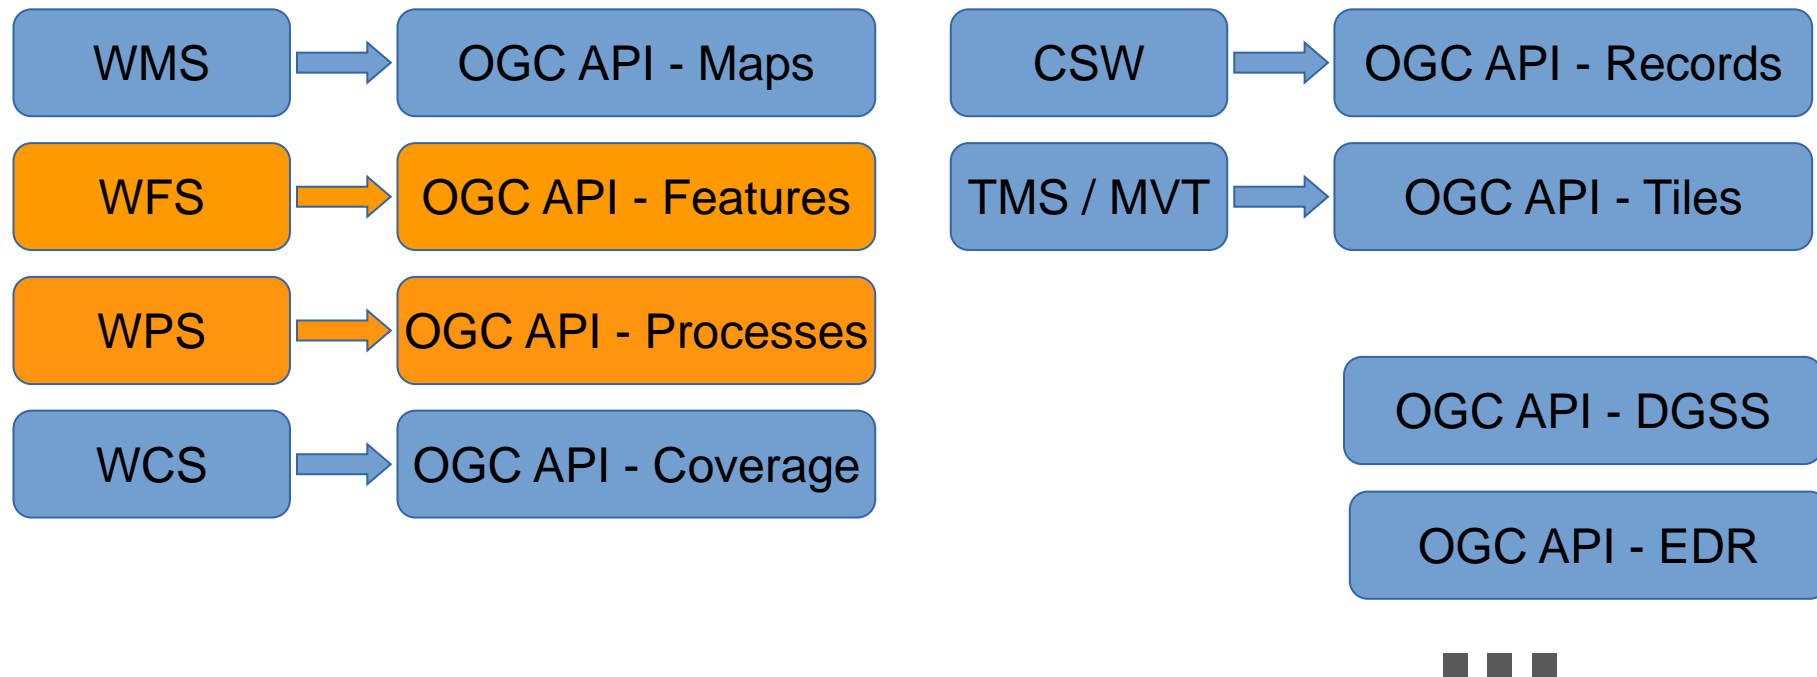 WMS
OGC API - Maps
WFS
OGC API - Features
WPS
OGC API - Processes
WCS
OGC API - Coverage
CSW
OGC API - Records
TMS / MVT
OGC API - Tiles
OGC API - DGSS
OGC API - EDR